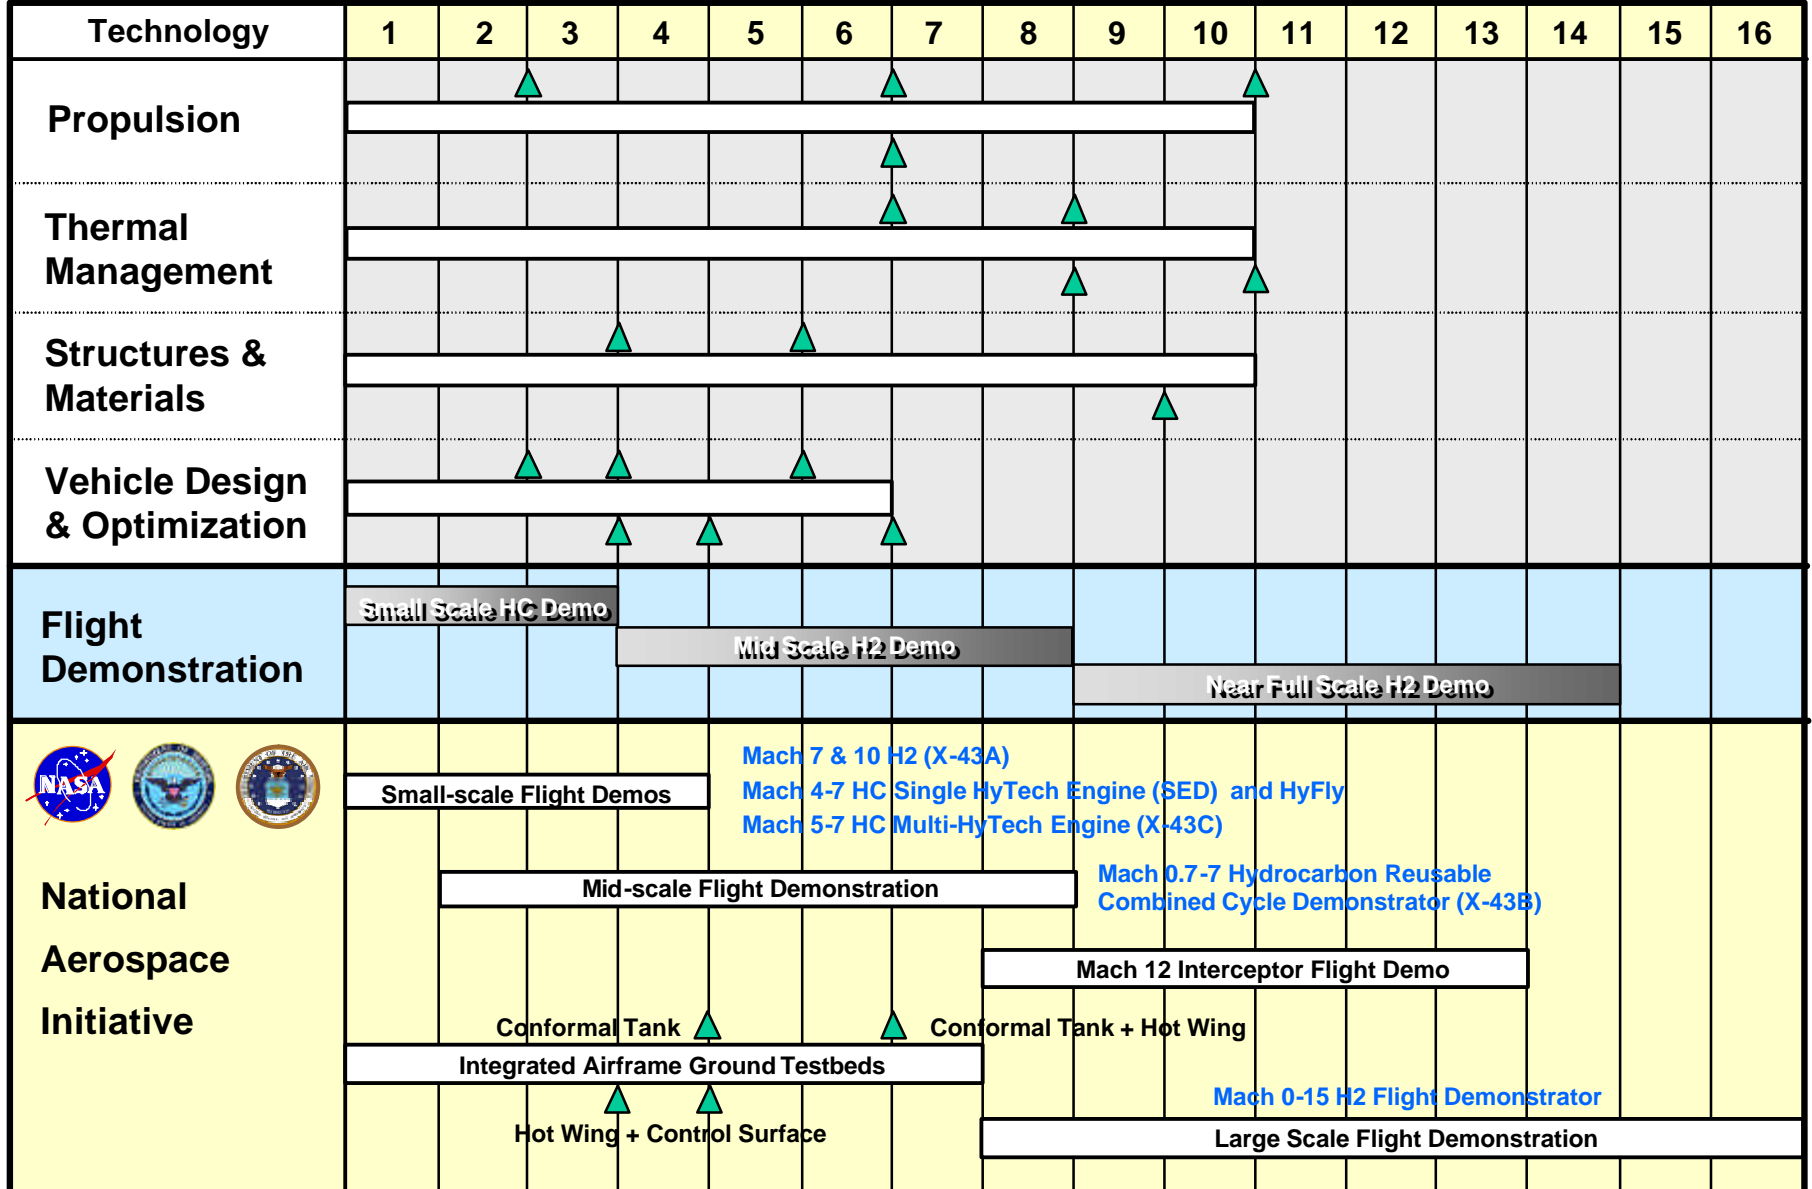 Technology 1 2 3 4 5 6 7 8 9 10 11 12 13 14 15 16
Propulsion
Thermal
Management
Structures &
Materials
Vehicle Design
& Optimization
Flight
Demonstration
Small Scale HC Demo
Mid Scale H2 Demo
Near Full Scale H2 Demo
NASA
National
Aerospace
Initiative
Small-scale Flight Demos
Mach 7 & 10 H2 (X-43A)
Mach 4-7 HC Single HyTech Engine (SED) and HyFly
Mach 5-7 HC Multi-HyTech Engine (X-43C)
Mid-scale Flight Demonstration
Mach 0.7-7 Hydrocarbon Reusable
Combined Cycle Demonstrator (X-43B)
Mach 12 Interceptor Flight Demo
Conformal Tank
Conformal Tank + Hot Wing
Integrated Airframe Ground Testbeds
Hot Wing + Control Surface
Mach 0-15 H2 Flight Demonstrator
Large Scale Flight Demonstration